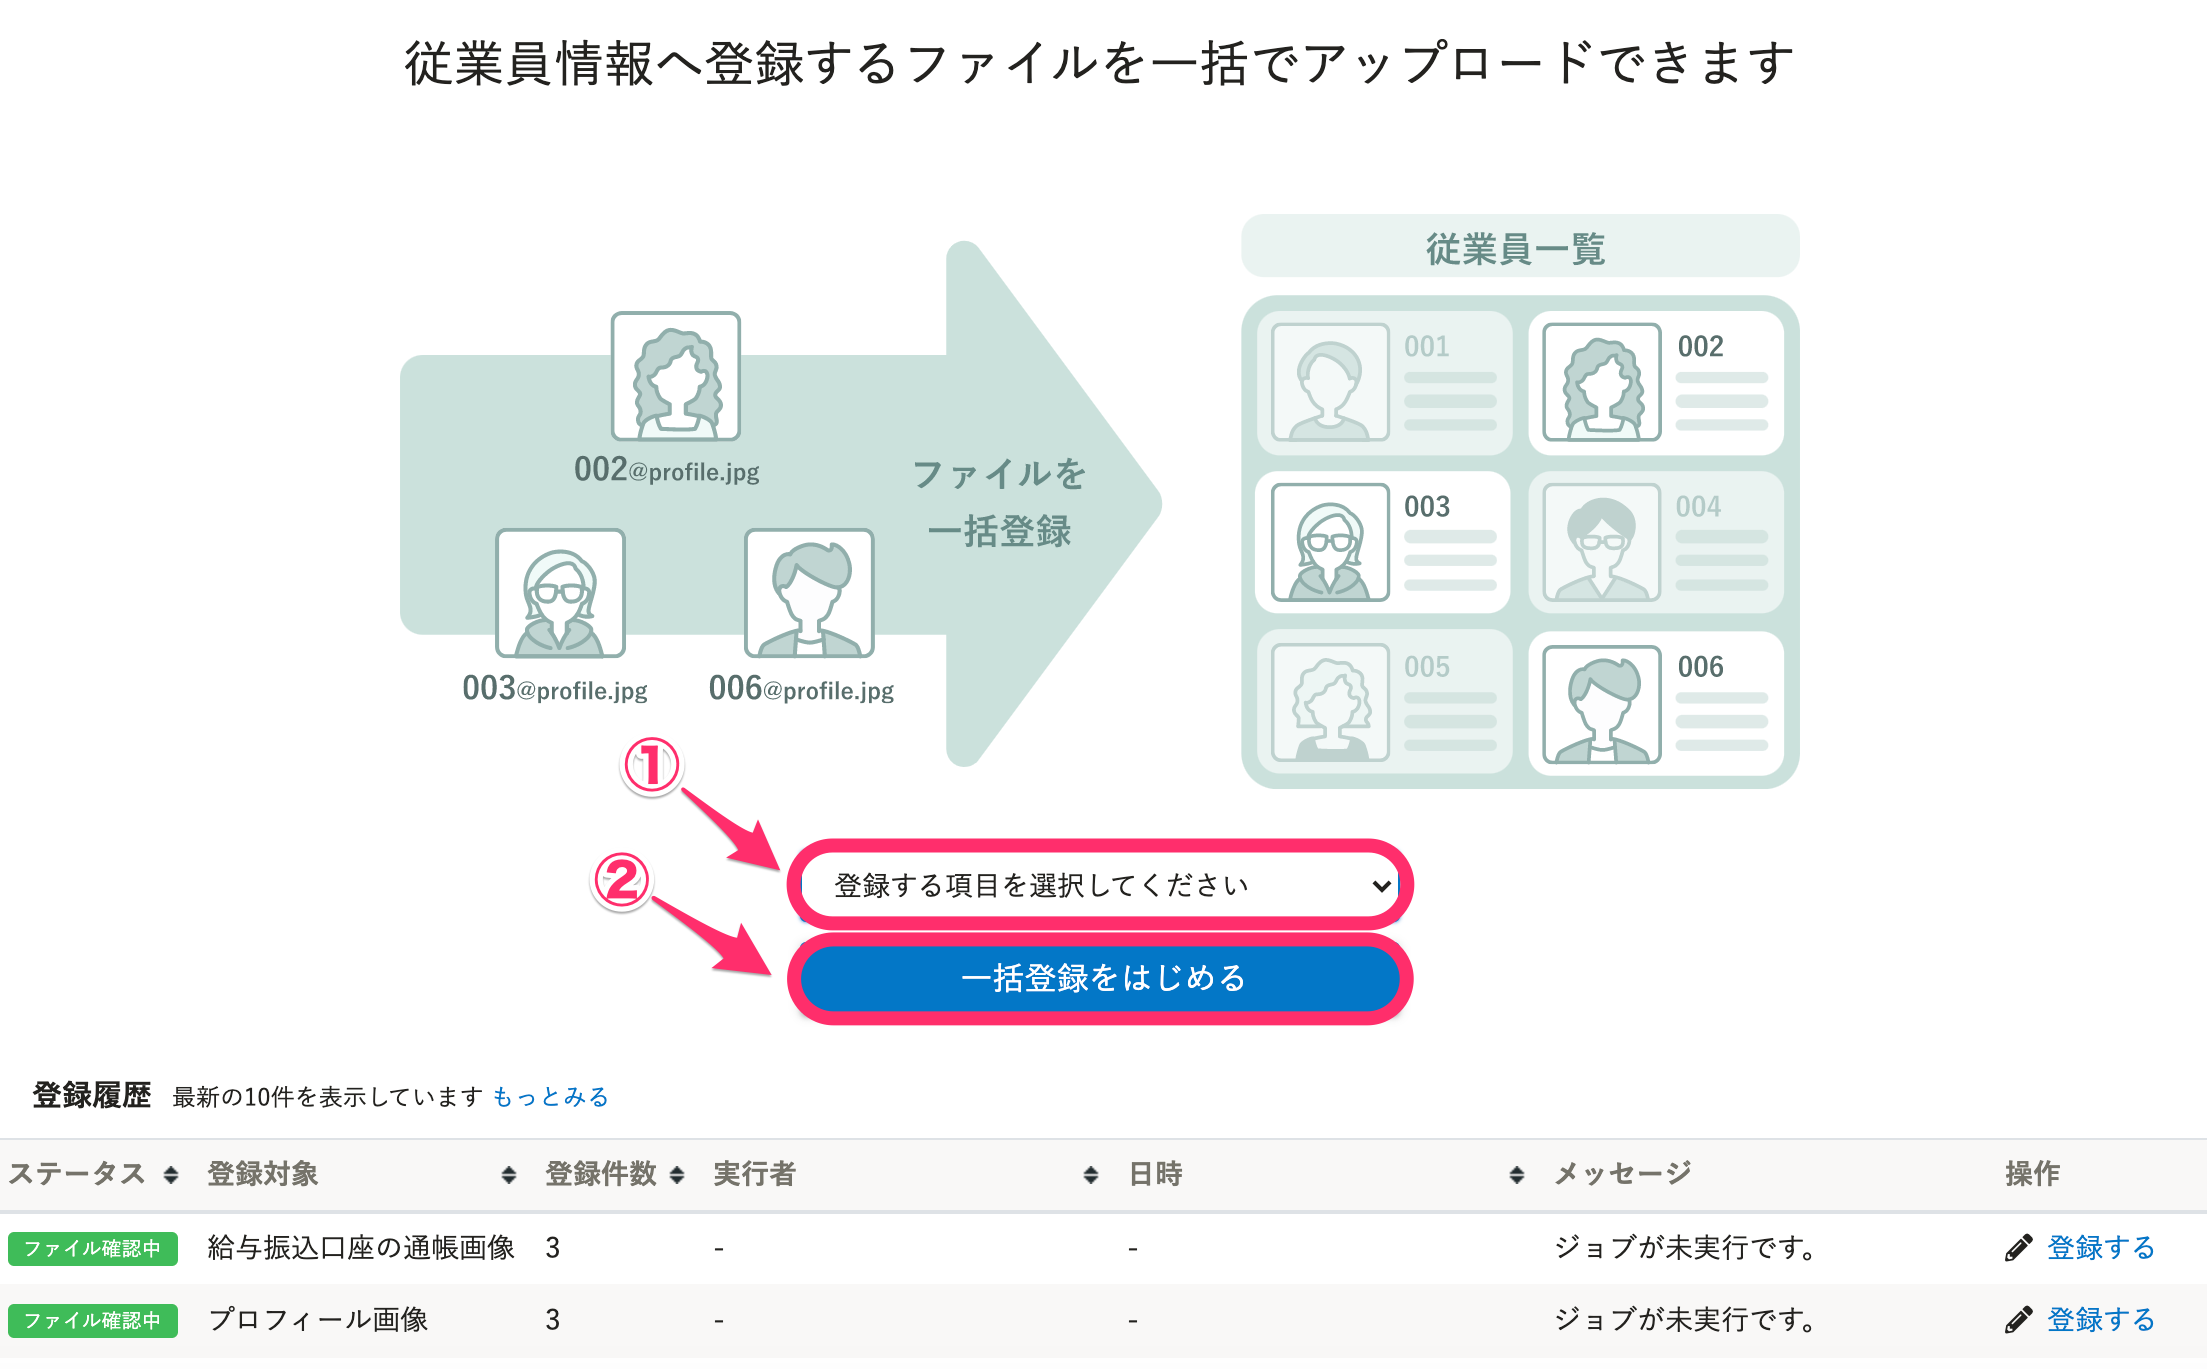 従業員情報へ登録するファイルを一括でアップロードできます
従業員一覧
002@profile.jpg
003@profile.jpg
006@profile.jpg
ファイルを
一括登録
001
002
003
004
005
006
①
登録する項目を選択してください
②
一括登録をはじめる
登録履歴 最新の10件を表示しています もっとみる
ステータス 登録対象 登録件数 実行者 日時 メッセージ 操作
ファイル確認中 給与振込口座の通帳画像 3 - - ジョブが未実行です。 登録する
ファイル確認中 プロフィール画像 3 - - ジョブが未実行です。 登録する